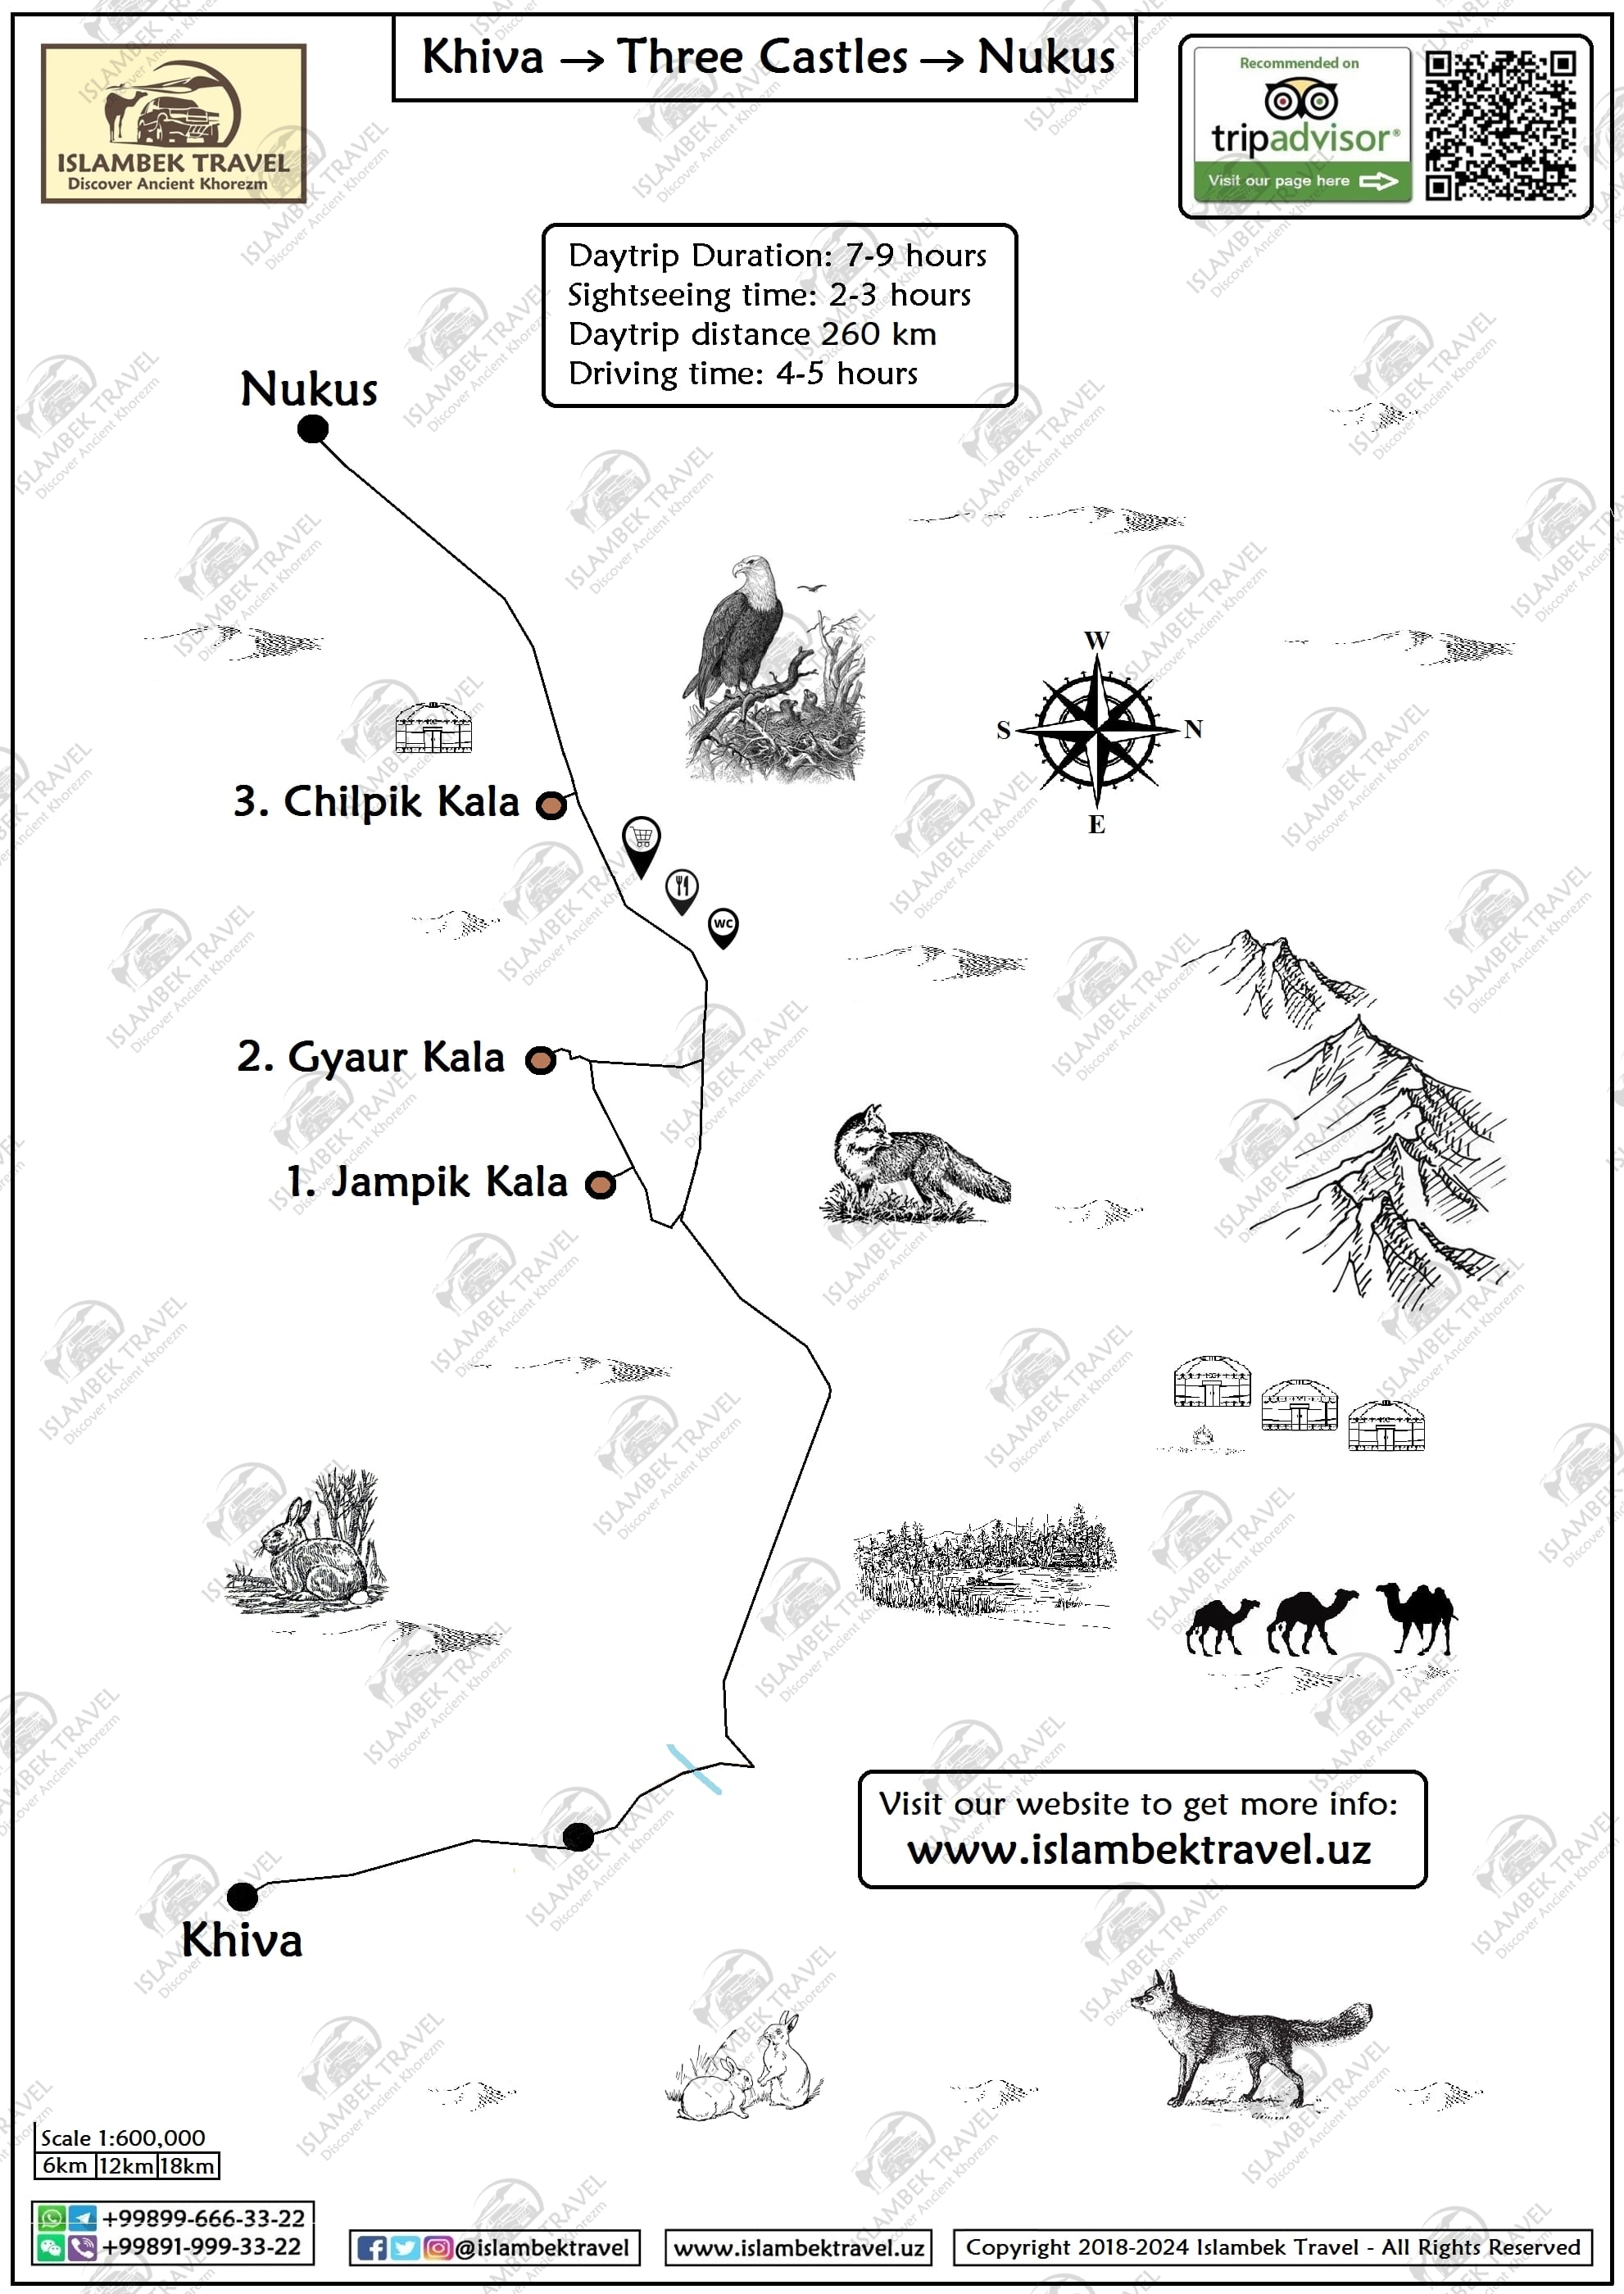 Khiva → Three Castles → Nukus
ISLAMBEK TRAVEL
Discover Ancient Khorezm
Recommended on
tripadvisor®
Visit our page here
Daytrip Duration: 7-9 hours
Sightseeing time: 2-3 hours
Daytrip distance 260 km
Driving time: 4-5 hours
Nukus
W
S
N
E
3. Chilpik Kala
WC
2. Gyaur Kala
1. Jampik Kala
Visit our website to get more info:
www.islambektravel.uz
Khiva
Scale 1:600,000
6km 12km 18km
+99899-666-33-22
+99891-999-33-22
@islambektravel
www.islambektravel.uz
Copyright 2018-2024 Islambek Travel - All Rights Reserved